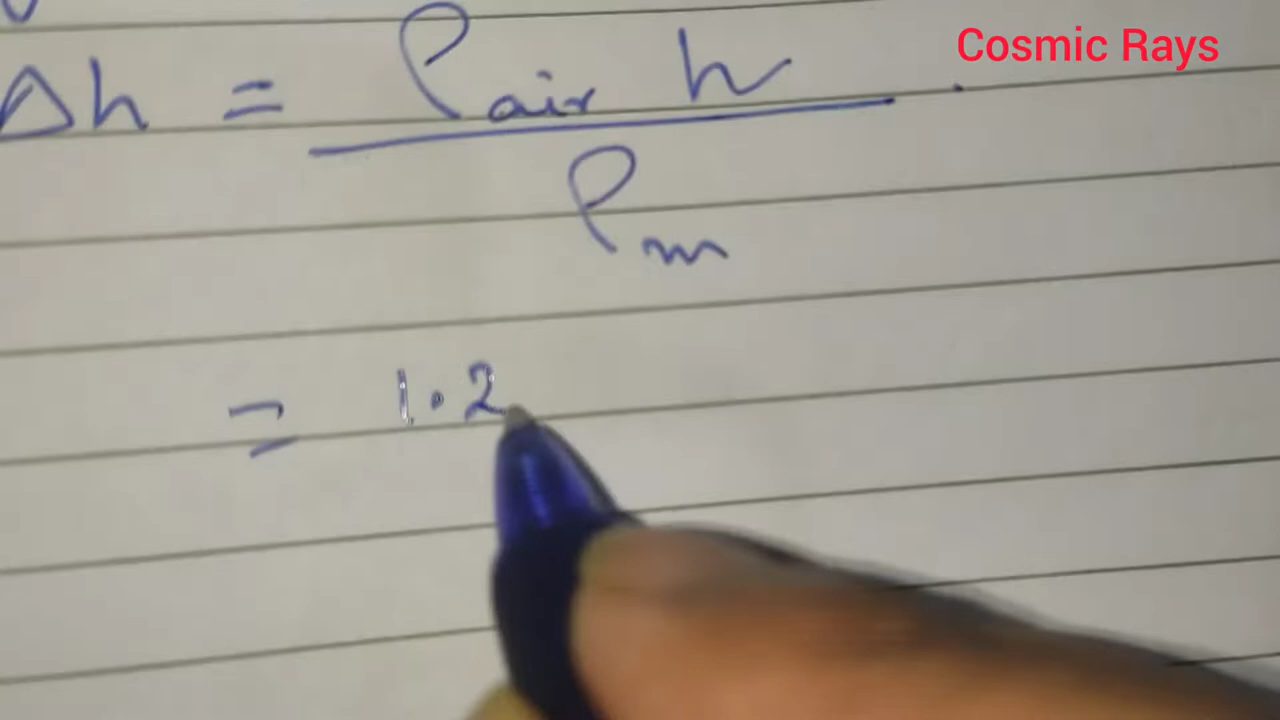 Cosmic Rays
Δh = ρair h
ρm
= 1.2